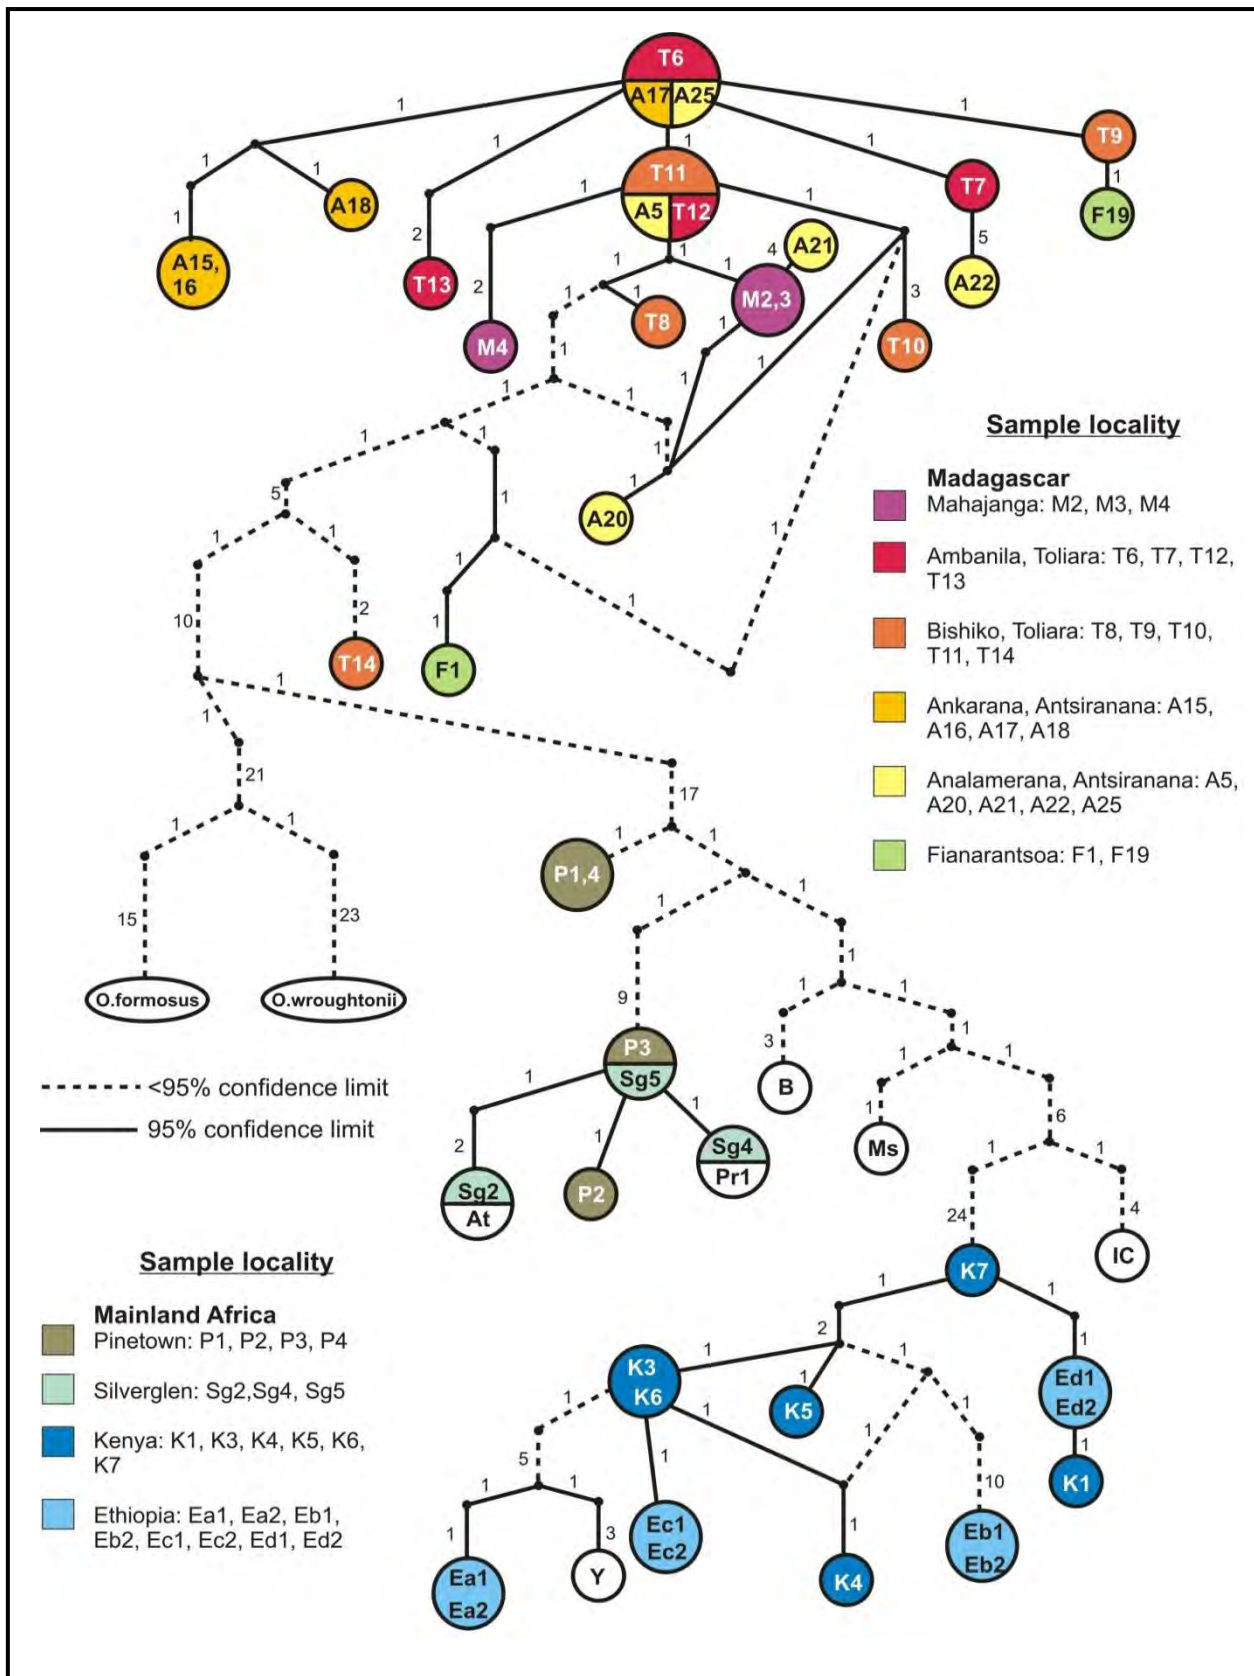 T6
A17 A25
1
1
1
1
1
1
T9
T11
T7
1
1
A18
1
1
1
F19
A5 T12
A21
1
2
1
1
4
5
A15,
16
T13
2
1
1
M2,3
3
A22
1
T8
1
M4
T10
1
1
1
1
1
1
1
1
1
5
1
A20
1
1
1
1
1
10
2
1
T14
F1
1
1
21
17
1
1
1
1
P1,4
1
1
15
23
1
9
1
1
O.formosus
O.wroughtonii
3
1
P3
Sg5
1
1
B
1
6
<95% confidence limit
95% confidence limit
1
1
1
Ms
2
Sg4
Pr1
1
1
Sg2
At
P2
24
4
IC
K7
1
1
2
1
1
K3
K6
1
Ed1
Ed2
1
K5
1
1
1
1
1
5
1
K1
1
1
10
1
3
Ec1
Ec2
1
Eb1
Eb2
Ea1
Ea2
Y
K4
Sample locality
Madagascar
Mahajanga: M2, M3, M4
Ambanila, Toliara: T6, T7, T12,
T13
Bishiko, Toliara: T8, T9, T10,
T11, T14
Ankarana, Antsiranana: A15,
A16, A17, A18
Analamerana, Antsiranana: A5,
A20, A21, A22, A25
Fianarantsoa: F1, F19
Sample locality
Mainland Africa
Pinetown: P1, P2, P3, P4
Silverglen: Sg2,Sg4, Sg5
Kenya: K1, K3, K4, K5, K6,
K7
Ethiopia: Ea1, Ea2, Eb1,
Eb2, Ec1, Ec2, Ed1, Ed2